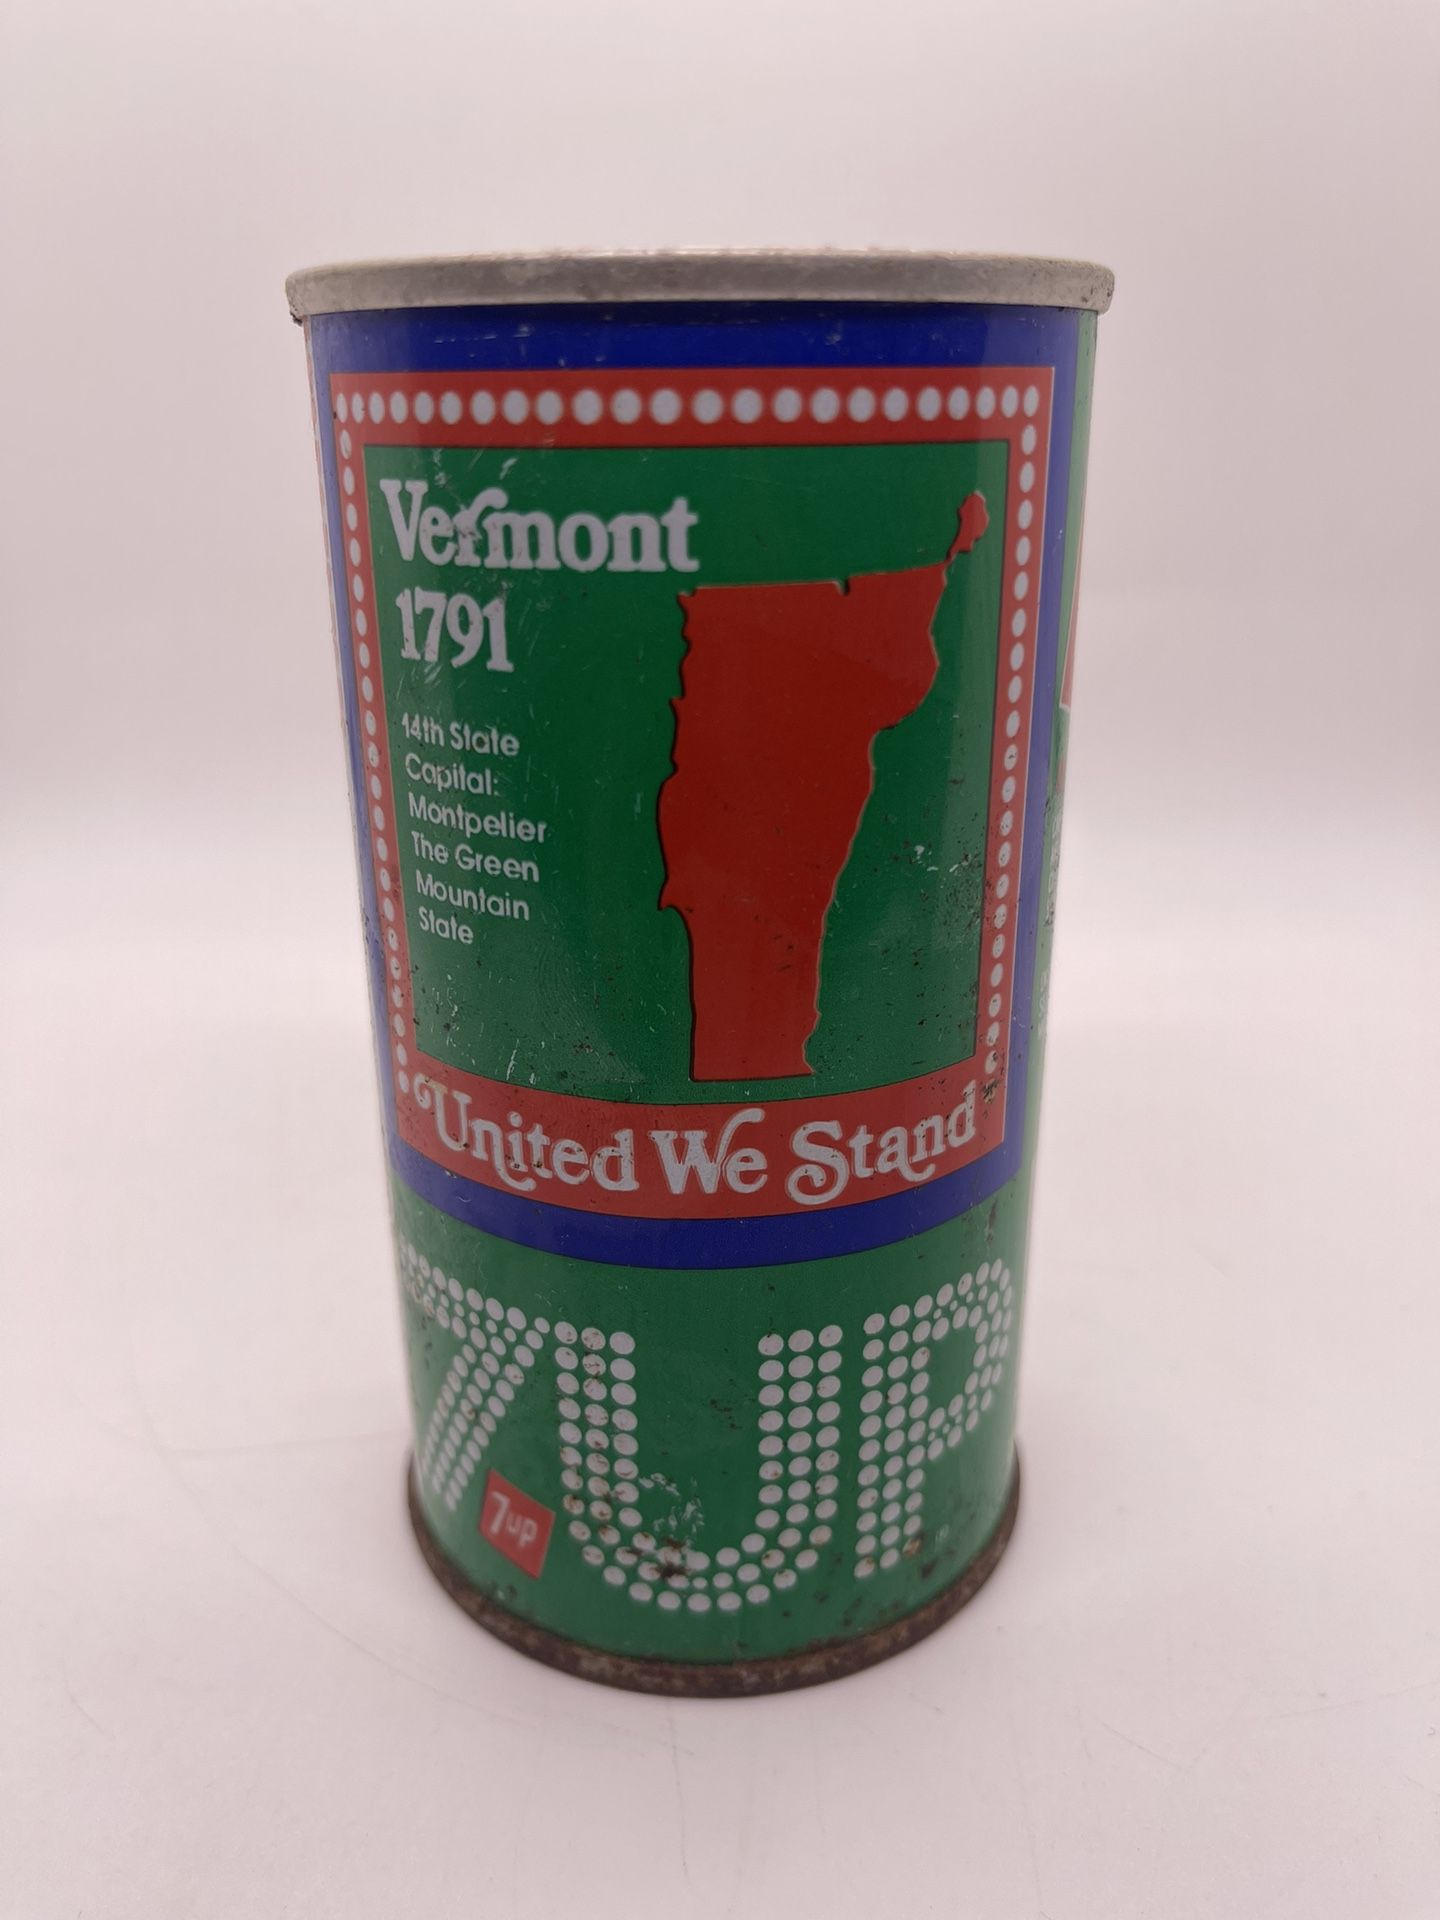 Vermont
1791
14th State
Capital:
Montpelier
The Green
Mountain
State
United We Stand
7UP
7up